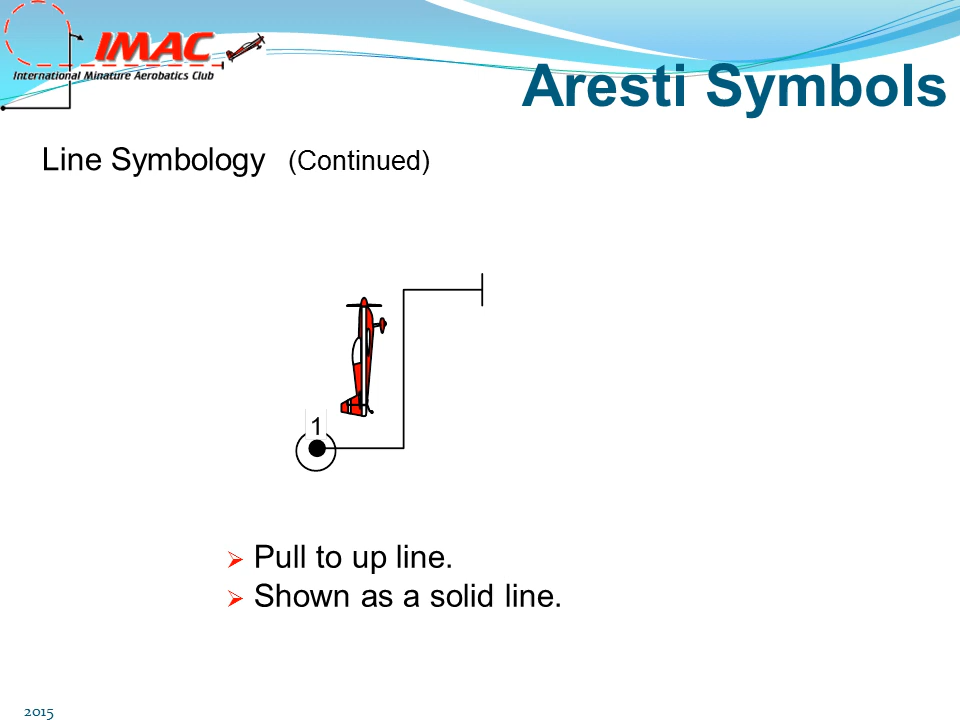 IMAC
International Minature Aerobatics Club
Aresti Symbols
Line Symbology (Continued)
1
Pull to up line.
Shown as a solid line.
2015